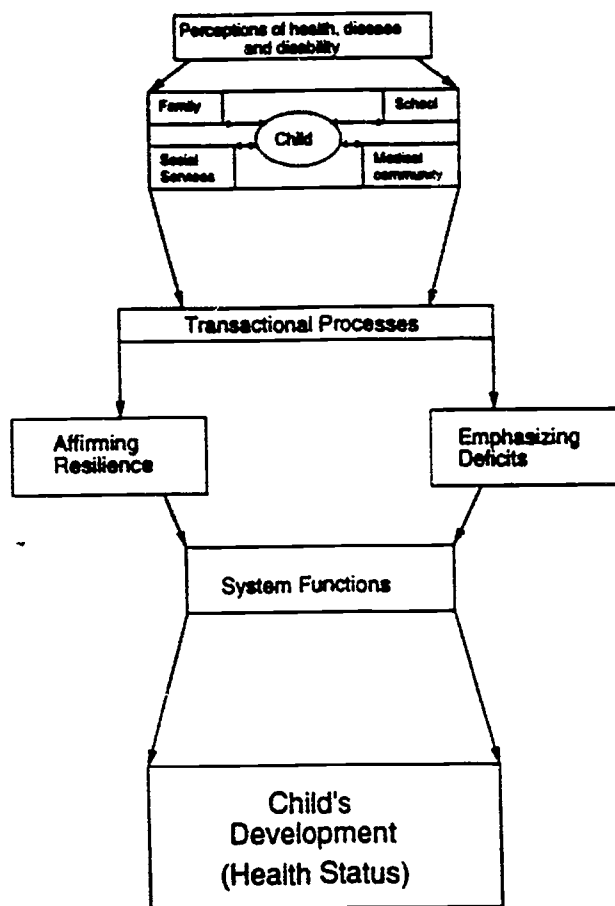 Perceptions of health, disease
and disability
Family
School
Child
Social
Services
Medical
community
Transactional Processes
Affirming
Resilience
Emphasizing
Deficits
System Functions
Child's
Development
(Health Status)